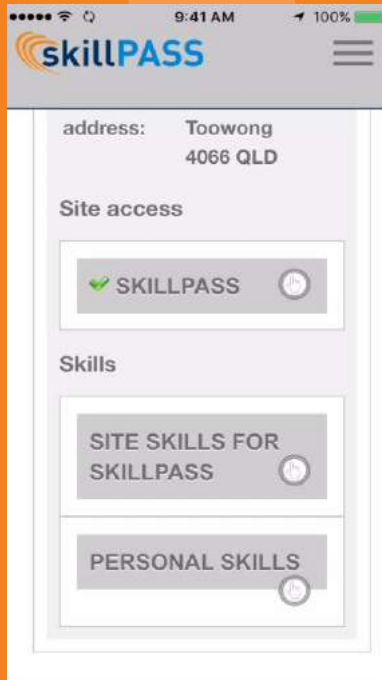 9:41 AM
100%
skillPASS
address: Toowong
4066 QLD
Site access
SKILLPASS
Skills
SITE SKILLS FOR
SKILLPASS
PERSONAL SKILLS